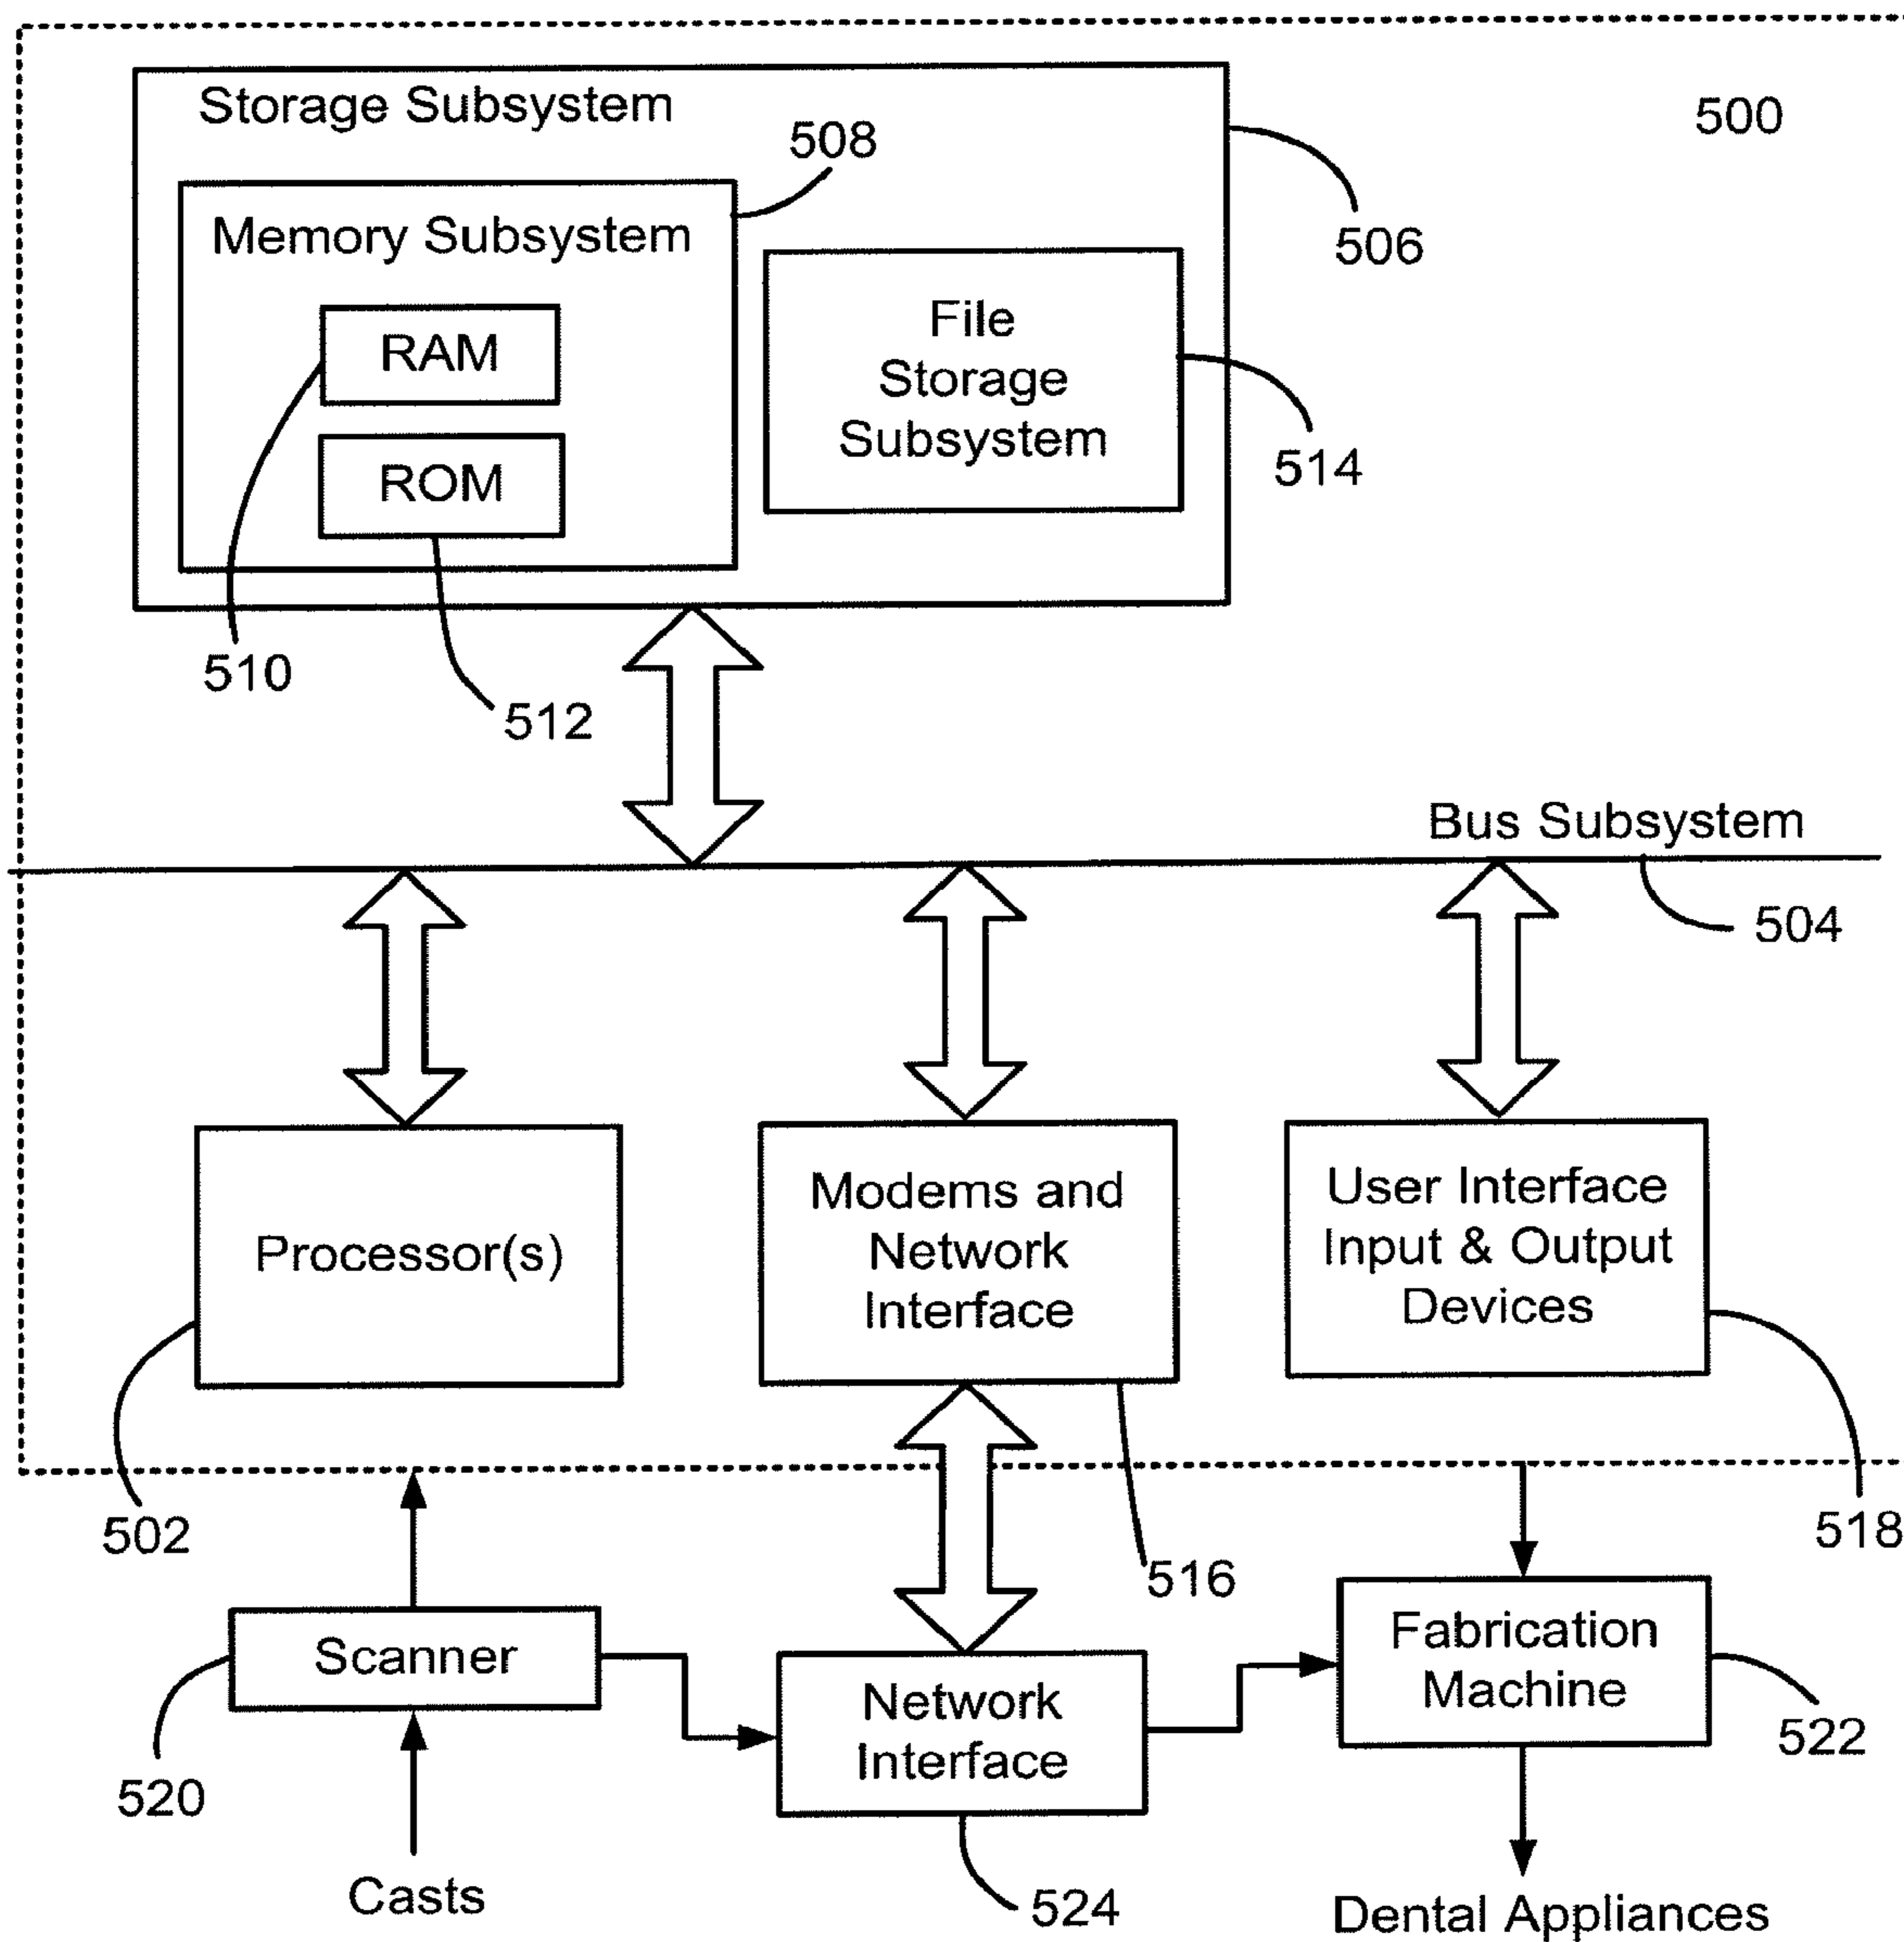 Storage Subsystem
500
508
Memory Subsystem
506
RAM
File
Storage
Subsystem
ROM
514
510
512
Bus Subsystem
504
Processor(s)
Modems and
Network
Interface
User Interface
Input & Output
Devices
502
516
518
Scanner
Network
Interface
Fabrication
Machine
520
522
Casts
524
Dental Appliances